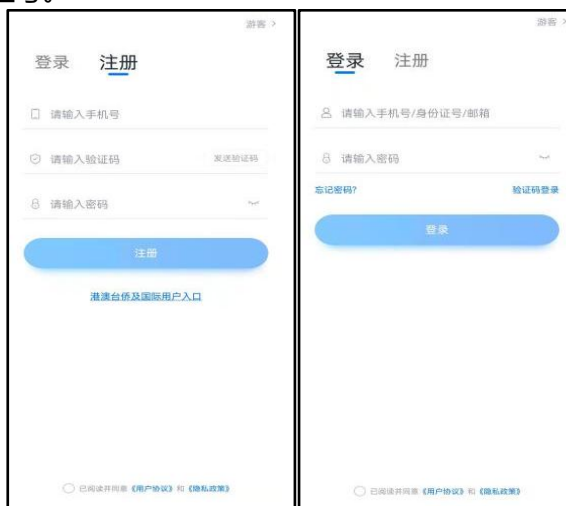 游客 >
登录 注册
请输入手机号
请输入验证码 发送验证码
请输入密码
注册
港澳台侨及国际用户入口
已阅读并同意《用户协议》和《隐私政策》
游客 >
登录 注册
请输入手机号/身份证号/邮箱
请输入密码
忘记密码? 验证码登录
登录
已阅读并同意《用户协议》和《隐私政策》